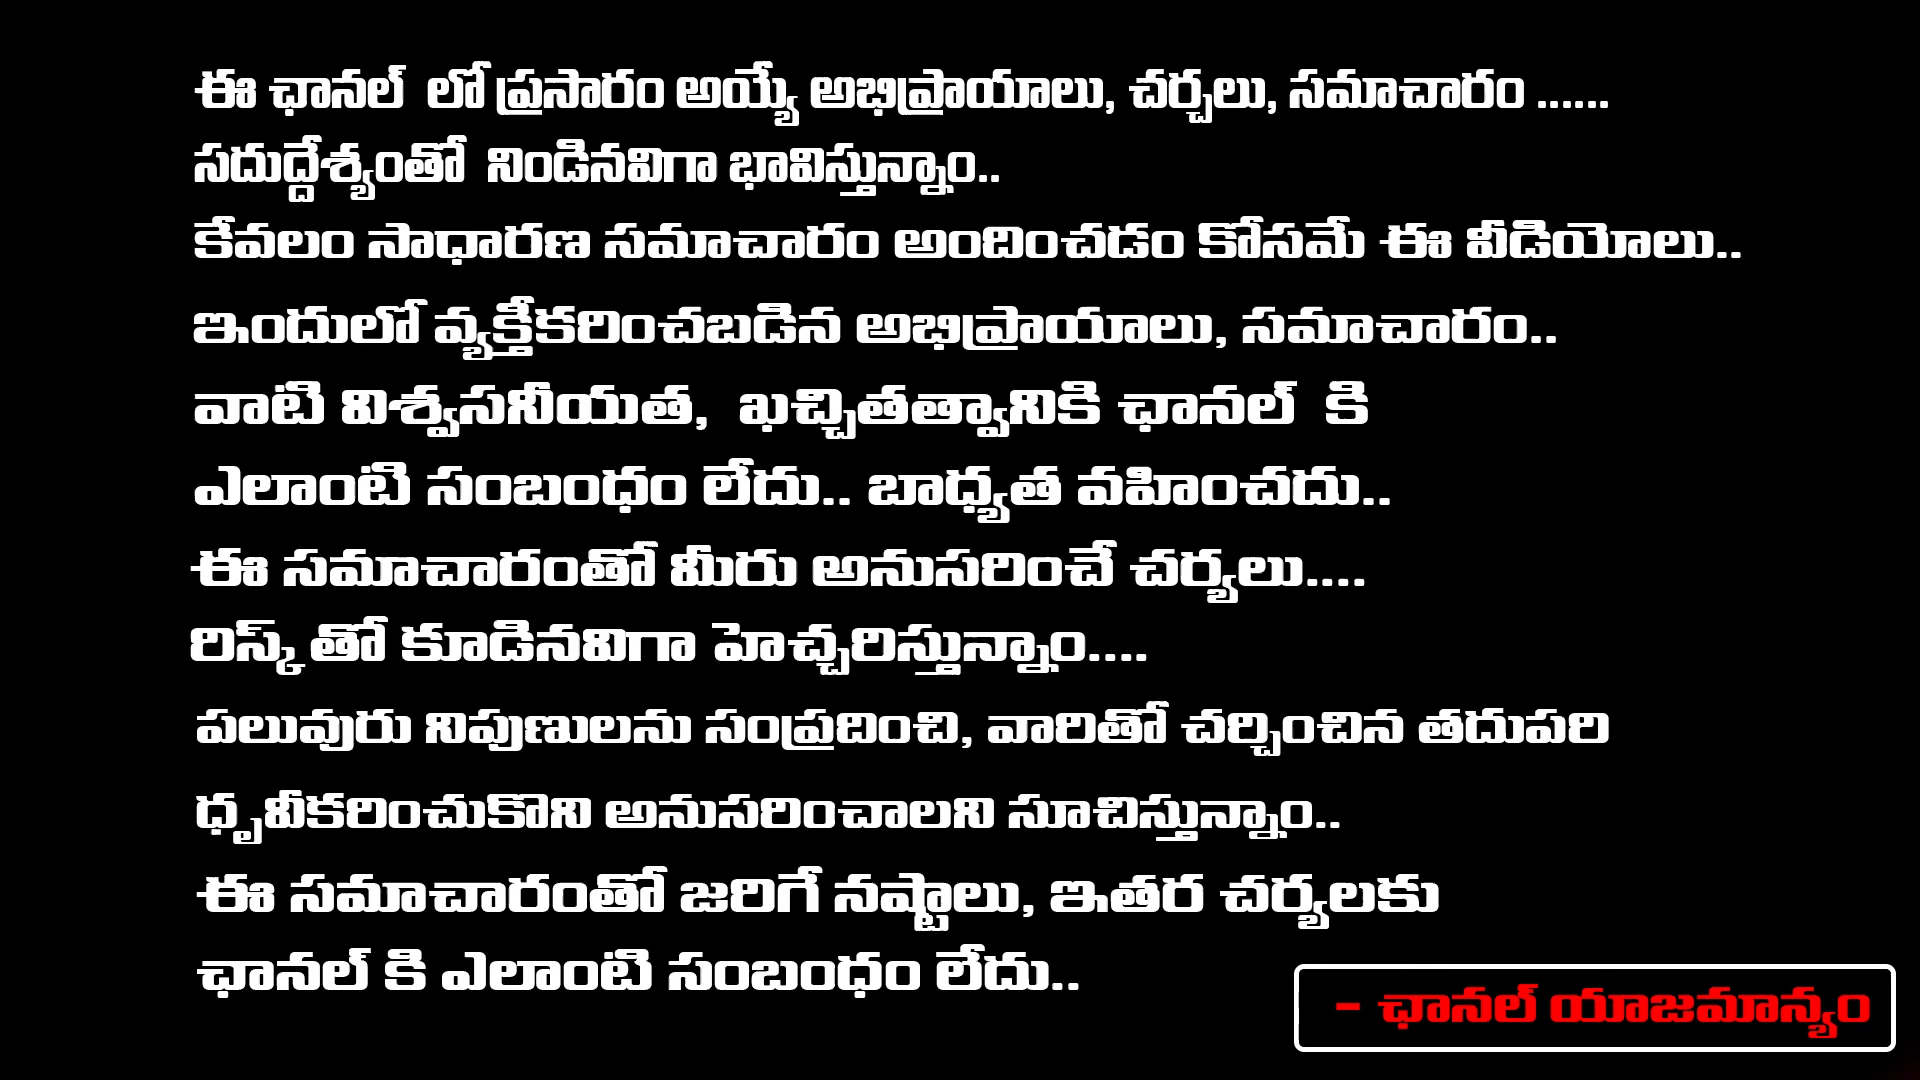 ఈ ఛానల్ లో ప్రసారం అయ్యే అభిప్రాయాలు, చర్చలు, సమాచారం ......
సదుద్దేశ్యంతో నిండినవిగా భావిస్తున్నాం..
కేవలం సాధారణ సమాచారం అందించడం కోసమే ఈ వీడియోలు..
ఇందులో వ్యక్తీకరించబడిన అభిప్రాయాలు, సమాచారం..
వాటి విశ్వసనీయత, ఖచ్చితత్వానికి ఛానల్ కి
ఎలాంటి సంబంధం లేదు.. బాధ్యత వహించదు..
ఈ సమాచారంతో మీరు అనుసరించే చర్యలు....
రిస్క్ తో కూడినవిగా హెచ్చరిస్తున్నాం....
పలువురు నిపుణులను సంప్రదించి, వారితో చర్చించిన తదుపరి
ధృవీకరించుకొని అనుసరించాలని సూచిస్తున్నాం..
ఈ సమాచారంతో జరిగే నష్టాలు, ఇతర చర్యలకు
ఛానల్ కి ఎలాంటి సంబంధం లేదు..
- ఛానల్ యాజమాన్యం